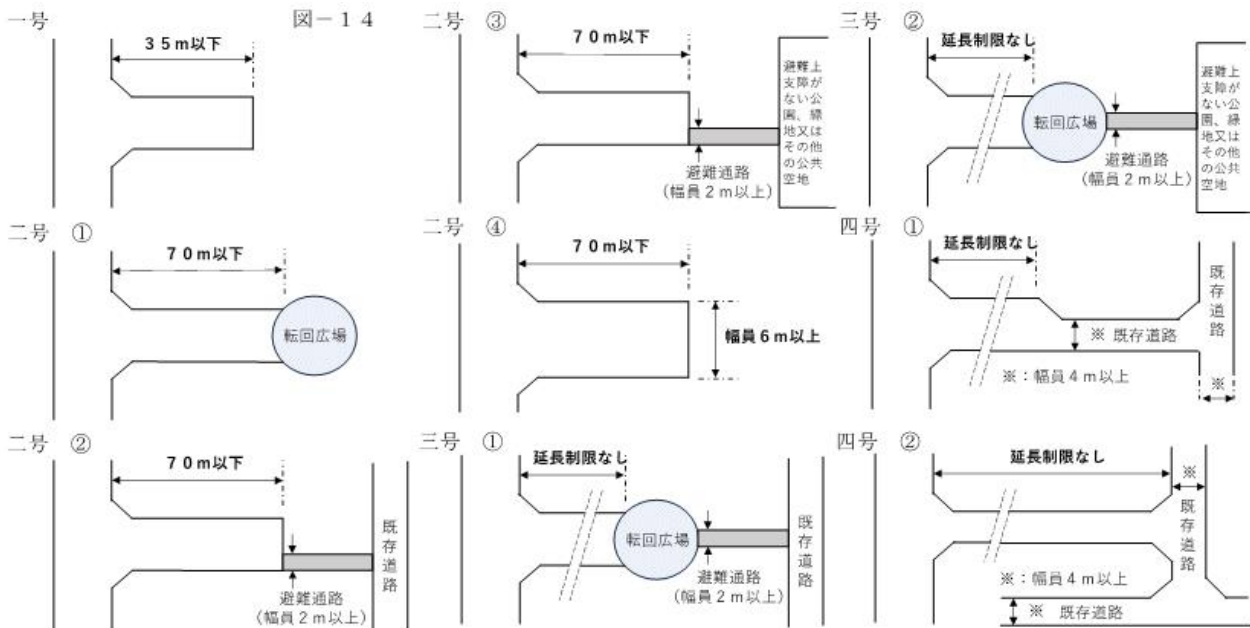 一号
図－１４
３５ｍ以下
二号 ③
７０ｍ以下
避難上
支障が
ない公
園、緑
地又は
その他
の公共
空地
避難通路
（幅員２ｍ以上）
三号 ②
延長制限なし
転回広場
避難上
支障が
ない公
園、緑
地又は
その他
の公共
空地
避難通路
（幅員２ｍ以上）
二号 ①
７０ｍ以下
転回広場
二号 ④
７０ｍ以下
幅員６ｍ以上
四号 ①
延長制限なし
既存道路
※ 既存道路
※：幅員４ｍ以上
※
二号 ②
７０ｍ以下
既存道路
避難通路
（幅員２ｍ以上）
三号 ①
延長制限なし
転回広場
既存道路
避難通路
（幅員２ｍ以上）
四号 ②
延長制限なし
※
既存道路
※：幅員４ｍ以上
※ 既存道路